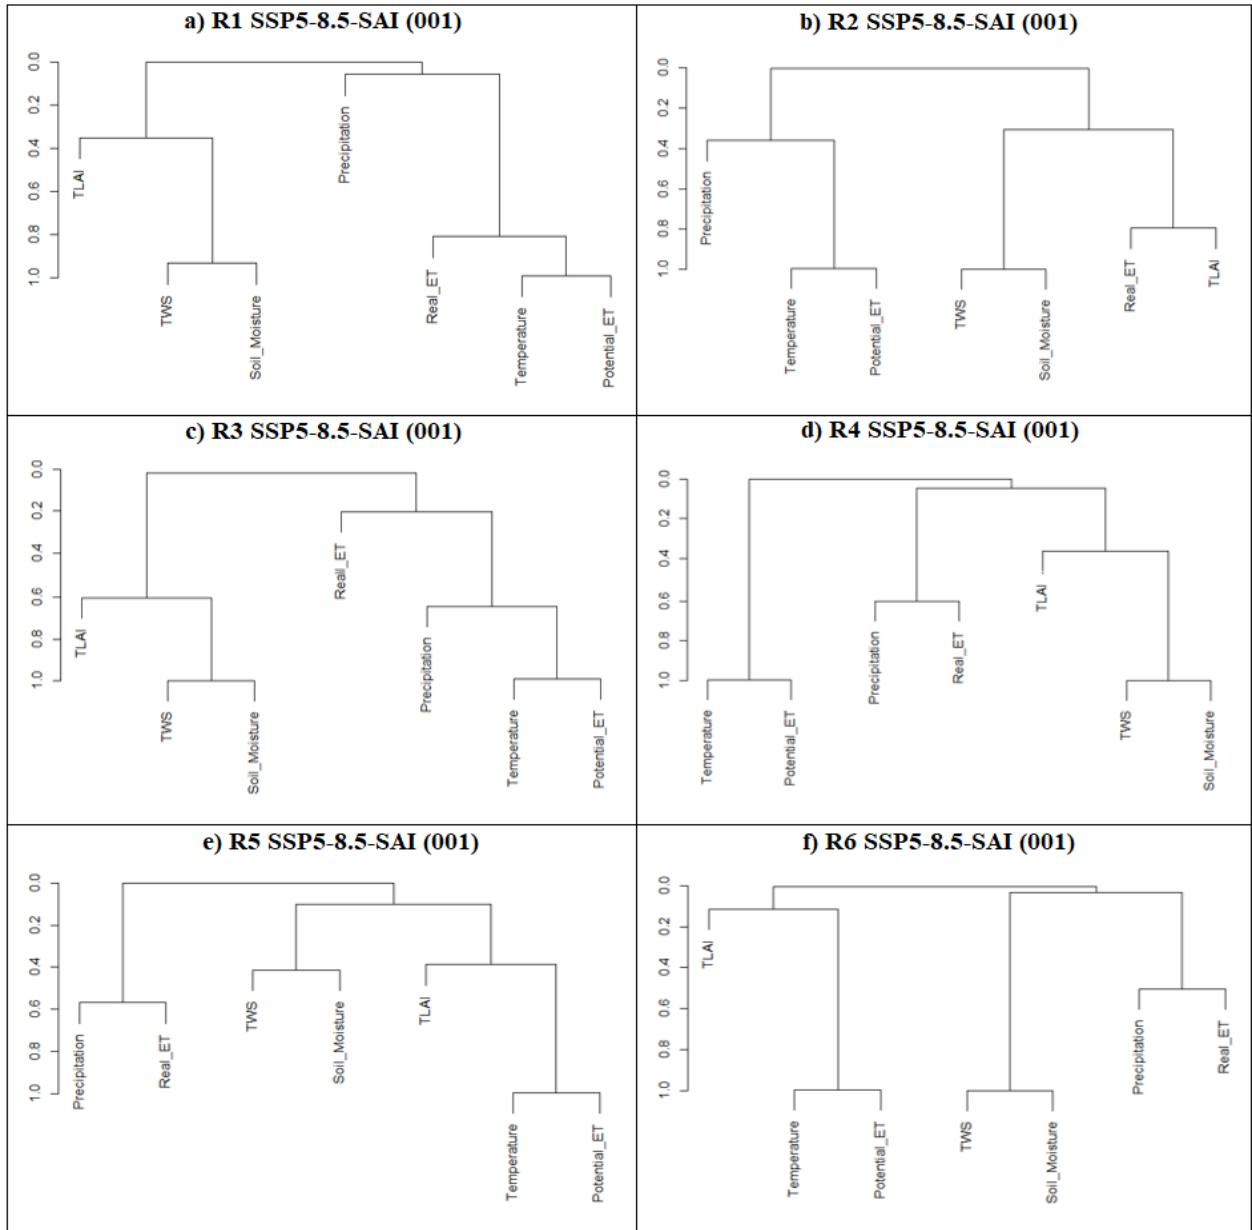 a) R1 SSP5-8.5-SAI (001)
0.0
0.2
0.4
0.6
0.8
1.0
TLAI
TWS
Soil_Moisture
Precipitation
Real_ET
Temperature
Potential_ET
b) R2 SSP5-8.5-SAI (001)
0.0
0.2
0.4
0.6
0.8
1.0
Precipitation
Temperature
Potential_ET
TWS
Soil_Moisture
Real_ET
TLAI
c) R3 SSP5-8.5-SAI (001)
0.0
0.2
0.4
0.6
0.8
1.0
TLAI
TWS
Soil_Moisture
Reall_ET
Precipitation
Temperature
Potential_ET
d) R4 SSP5-8.5-SAI (001)
0.0
0.2
0.4
0.6
0.8
1.0
Temperature
Potential_ET
Precipitation
Real_ET
TLAI
TWS
Soil_Moisture
e) R5 SSP5-8.5-SAI (001)
0.0
0.2
0.4
0.6
0.8
1.0
Precipitation
Real_ET
TWS
Soil_Moisture
TLAI
Temperature
Potential_ET
f) R6 SSP5-8.5-SAI (001)
0.0
0.2
0.4
0.6
0.8
1.0
TLAI
Temperature
Potential_ET
TWS
Soil_Moisture
Precipitation
Real_ET